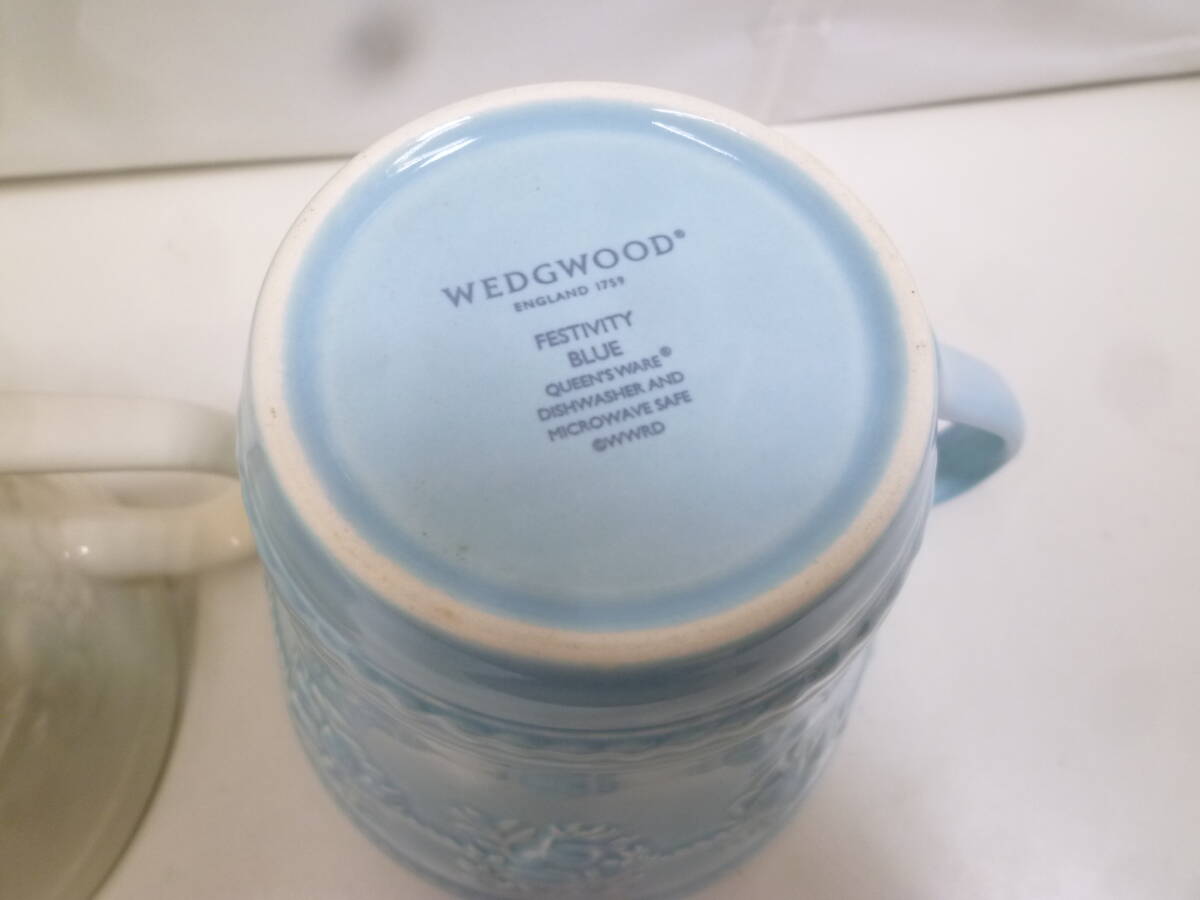 WEDGWOOD®
ENGLAND 1759
FESTIVITY
BLUE
QUEEN'S WARE®
DISHWASHER AND
MICROWAVE SAFE
©WWRD